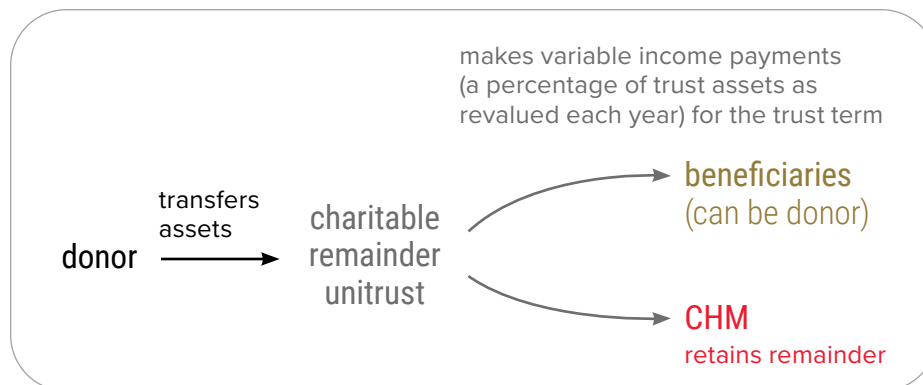 makes variable income payments
(a percentage of trust assets as
revalued each year) for the trust term
transfers
assets
donor
charitable
remainder
unitrust
beneficiaries
(can be donor)
CHM
retains remainder